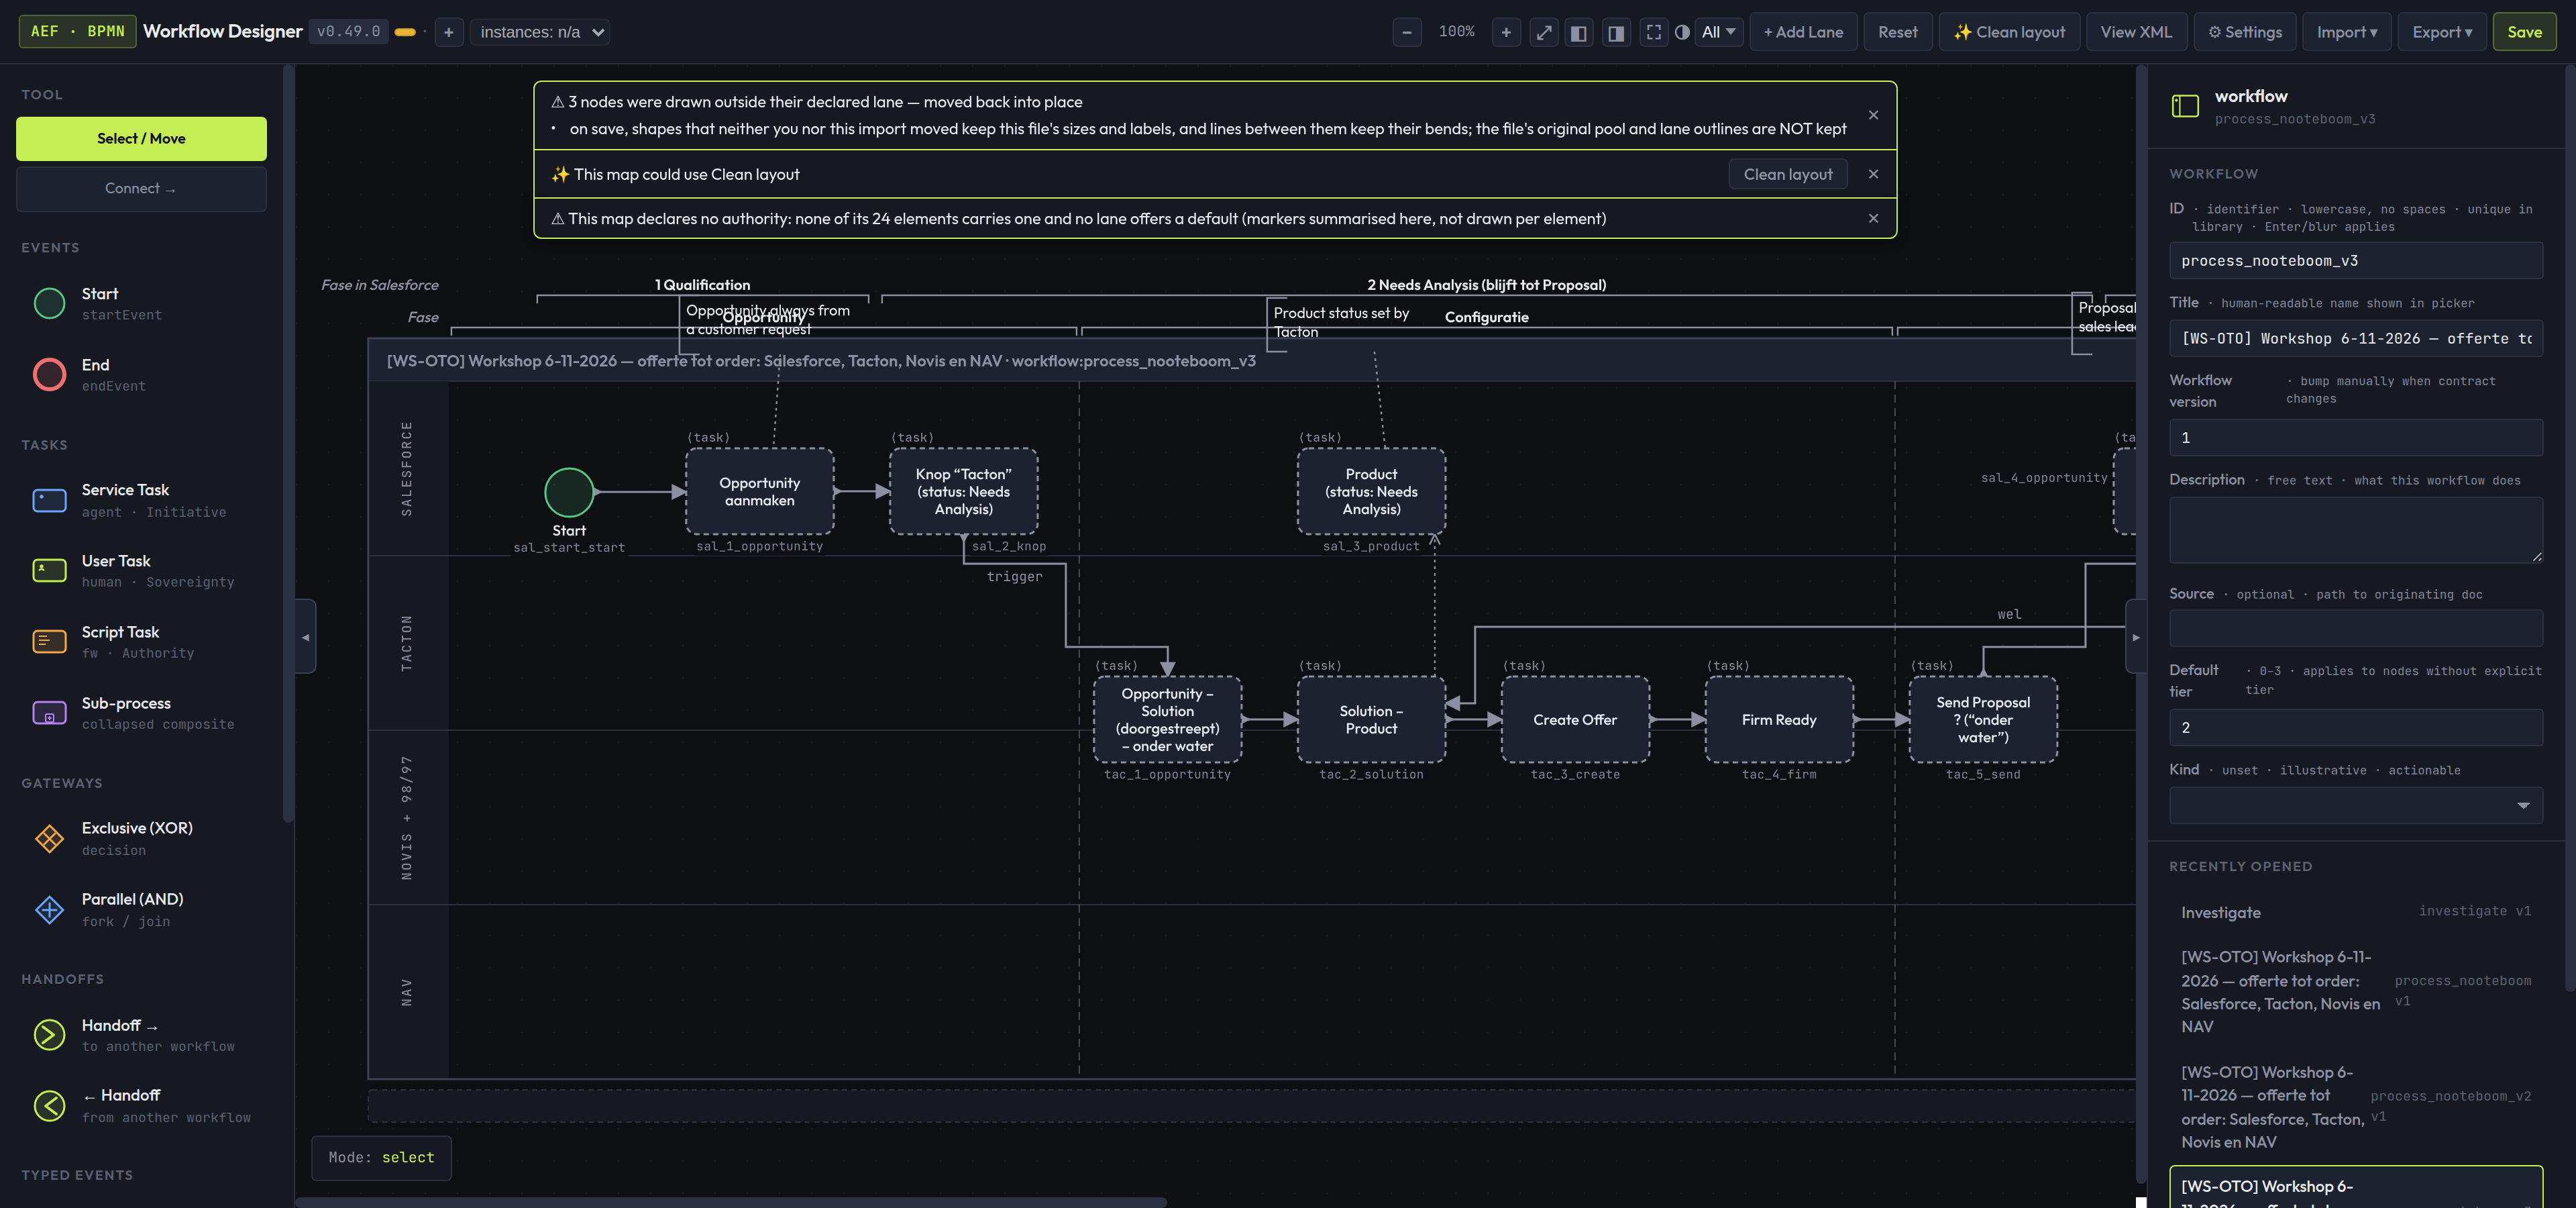 AEF · BPMN Workflow Designer v0.49.0 · + instances: n/a
− 100% + All + Add Lane Reset ✨ Clean layout View XML ⚙ Settings Import ▾ Export ▾ Save
TOOL
Select / Move
Connect →
EVENTS
Start
startEvent
End
endEvent
TASKS
Service Task
agent · Initiative
User Task
human · Sovereignty
Script Task
fw · Authority
Sub-process
collapsed composite
GATEWAYS
Exclusive (XOR)
decision
Parallel (AND)
fork / join
HANDOFFS
Handoff →
to another workflow
← Handoff
from another workflow
TYPED EVENTS
⚠ 3 nodes were drawn outside their declared lane — moved back into place ×
• on save, shapes that neither you nor this import moved keep this file's sizes and labels, and lines between them keep their bends; the file's original pool and lane outlines are NOT kept
✨ This map could use Clean layout Clean layout ×
⚠ This map declares no authority: none of its 24 elements carries one and no lane offers a default (markers summarised here, not drawn per element) ×
Fase in Salesforce 1 Qualification 2 Needs Analysis (blijft tot Proposal)
Fase Opportunity Configuratie
Opportunity always from
a customer request
Product status set by
Tacton
Proposal
[WS-OTO] Workshop 6-11-2026 — offerte tot order: Salesforce, Tacton, Novis en NAV · workflow:process_nooteboom_v3
SALESFORCE
Start
sal_start_start
(task)
Opportunity
aanmaken
sal_1_opportunity
(task)
Knop “Tacton”
(status: Needs
Analysis)
sal_2_knop
trigger
(task)
Product
(status: Needs
Analysis)
sal_3_product
sal_4_opportunity
TACTON
wel
(task)
Opportunity –
Solution
(doorgestreept)
– onder water
tac_1_opportunity
(task)
Solution –
Product
tac_2_solution
(task)
Create Offer
tac_3_create
(task)
Firm Ready
tac_4_firm
(task)
Send Proposal
? (“onder
water”)
tac_5_send
NOVIS + 98/97
NAV
Mode: select
workflow
process_nooteboom_v3
WORKFLOW
ID · identifier · lowercase, no spaces · unique in
library · Enter/blur applies
process_nooteboom_v3
Title · human-readable name shown in picker
[WS-OTO] Workshop 6-11-2026 — offerte to
Workflow version · bump manually when contract changes
1
Description · free text · what this workflow does
Source · optional · path to originating doc
Default tier · 0–3 · applies to nodes without explicit tier
2
Kind · unset · illustrative · actionable
RECENTLY OPENED
Investigate investigate v1
[WS-OTO] Workshop 6-11-
2026 — offerte tot order:
Salesforce, Tacton, Novis en
NAV
process_nooteboom
v1
[WS-OTO] Workshop 6-
11-2026 — offerte tot
order: Salesforce, Tacton,
Novis en NAV
process_nooteboom_v2
v1
[WS-OTO] Workshop 6-